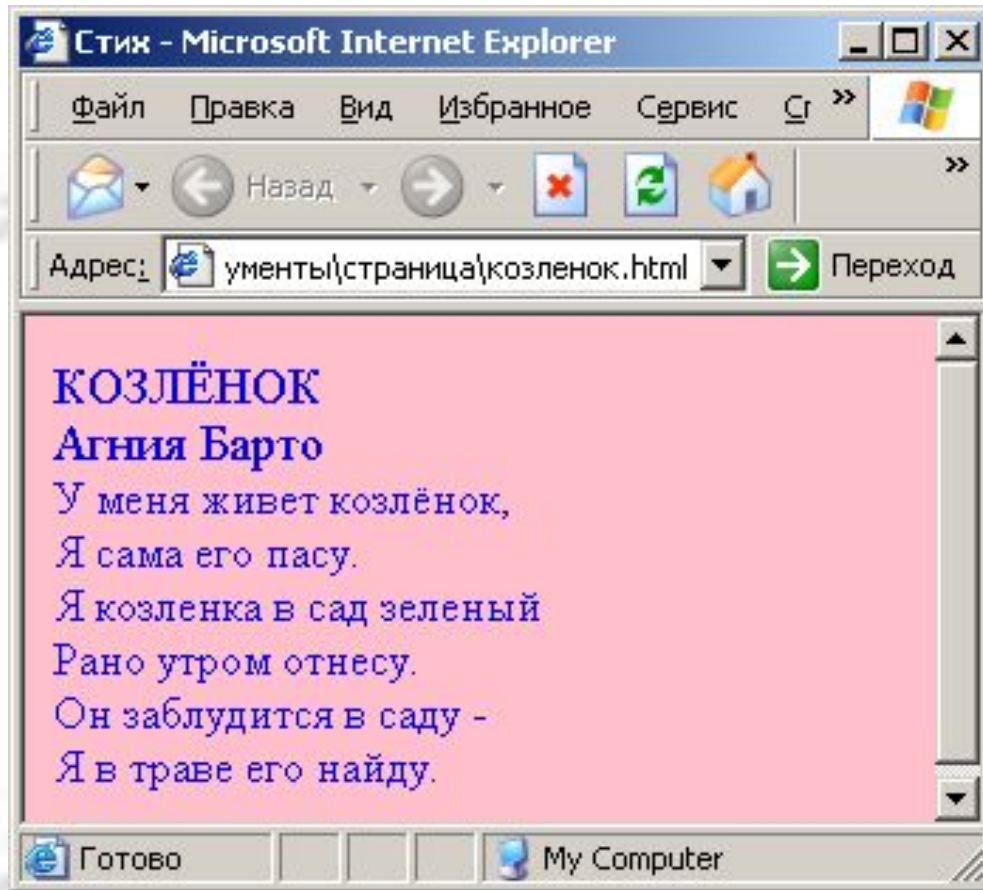 Стих - Microsoft Internet Explorer
Файл Правка Вид Избранное Сервис »
Назад »
Адрес: ументы\страница\козленок.html Переход
КОЗЛЁНОК
Агния Барто
У меня живет козлёнок,
Я сама его пасу.
Я козленка в сад зеленый
Рано утром отнесу.
Он заблудится в саду -
Я в траве его найду.
Готово My Computer